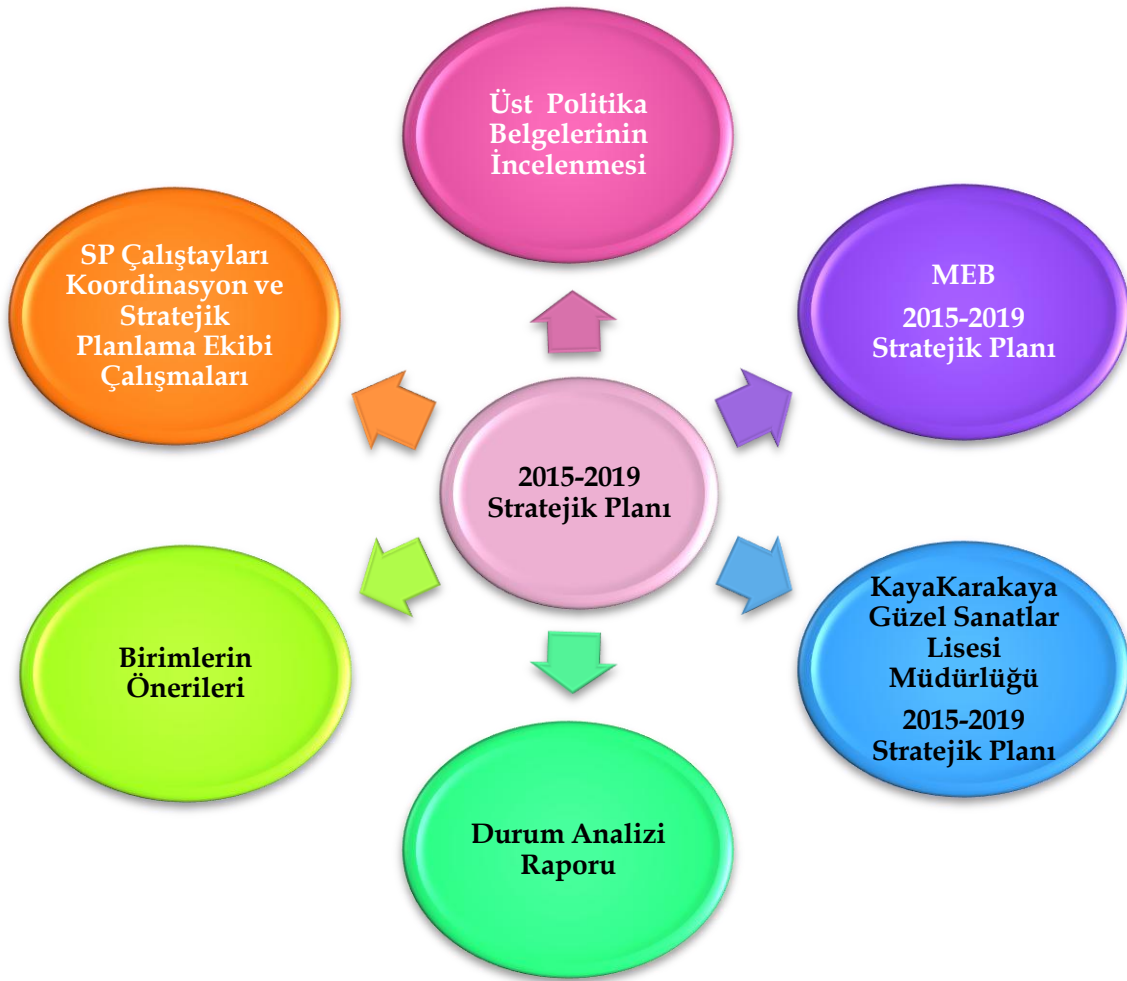 Üst Politika
Belgelerinin
İncelenmesi
SP Çalıştayları
Koordinasyon ve
Stratejik
Planlama Ekibi
Çalışmaları
MEB
2015-2019
Stratejik Planı
2015-2019
Stratejik Planı
Birimlerin
Önerileri
KayaKarakaya
Güzel Sanatlar
Lisesi
Müdürlüğü
2015-2019
Stratejik Planı
Durum Analizi
Raporu